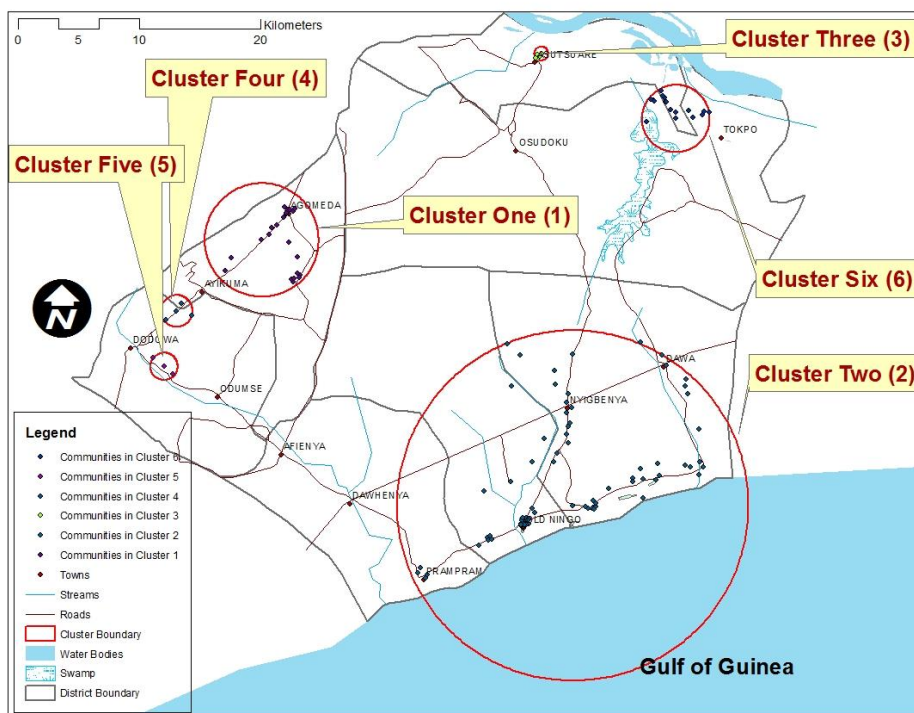 Kilometers
0 5 10 20
Cluster Three (3)
ASUTSUARE
Cluster Four (4)
TOKPO
OSUDOKU
Cluster Five (5)
AGOMEDA
Cluster One (1)
Cluster Six (6)
AYIKUMA
N
DODOWA
DAWA
Cluster Two (2)
ODUMSE
NYIGBENYA
Legend
Communities in Cluster 6
Communities in Cluster 5
Communities in Cluster 4
Communities in Cluster 3
Communities in Cluster 2
Communities in Cluster 1
Towns
Streams
Roads
Cluster Boundary
Water Bodies
Swamp
District Boundary
AFIENYA
DAWHENYA
OLD NINGO
PRAMPRAM
Gulf of Guinea